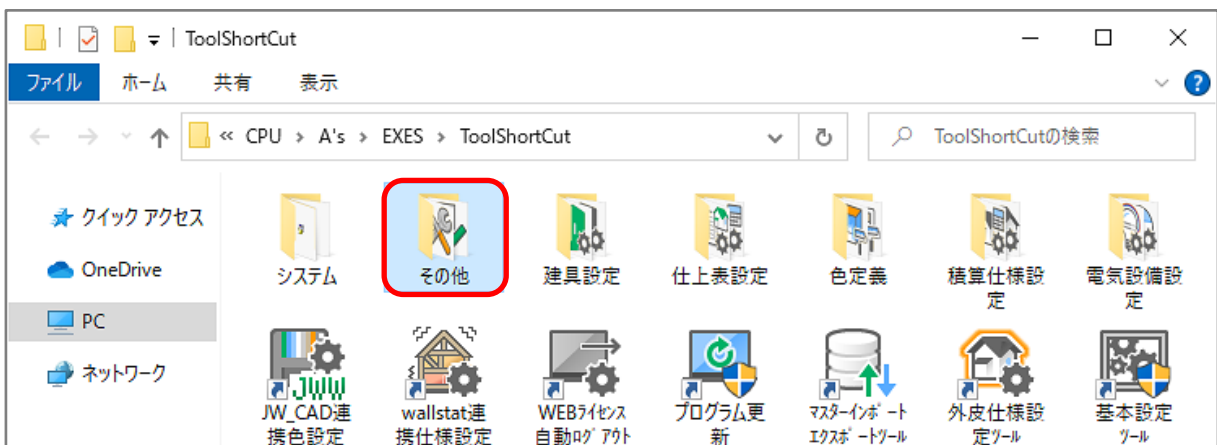 ToolShortCut
ファイル ホーム 共有 表示
« CPU › A's › EXES › ToolShortCut ToolShortCutの検索
クイック アクセス
OneDrive
PC
ネットワーク
システム その他 建具設定 仕上表設定 色定義 積算仕様設 電気設備設
定 定
JWW
JW_CAD連 wallstat連 WEBﾗｲｾﾝｽ プログラム更 ﾏｽﾀｰｲﾝﾎﾟｰﾄ 外皮仕様設 基本設定
携色設定 携仕様設定 自動ﾛｸﾞｱｳﾄ 新 ｴｸｽﾎﾟｰﾄﾂｰﾙ 定ﾂｰﾙ ﾂｰﾙ